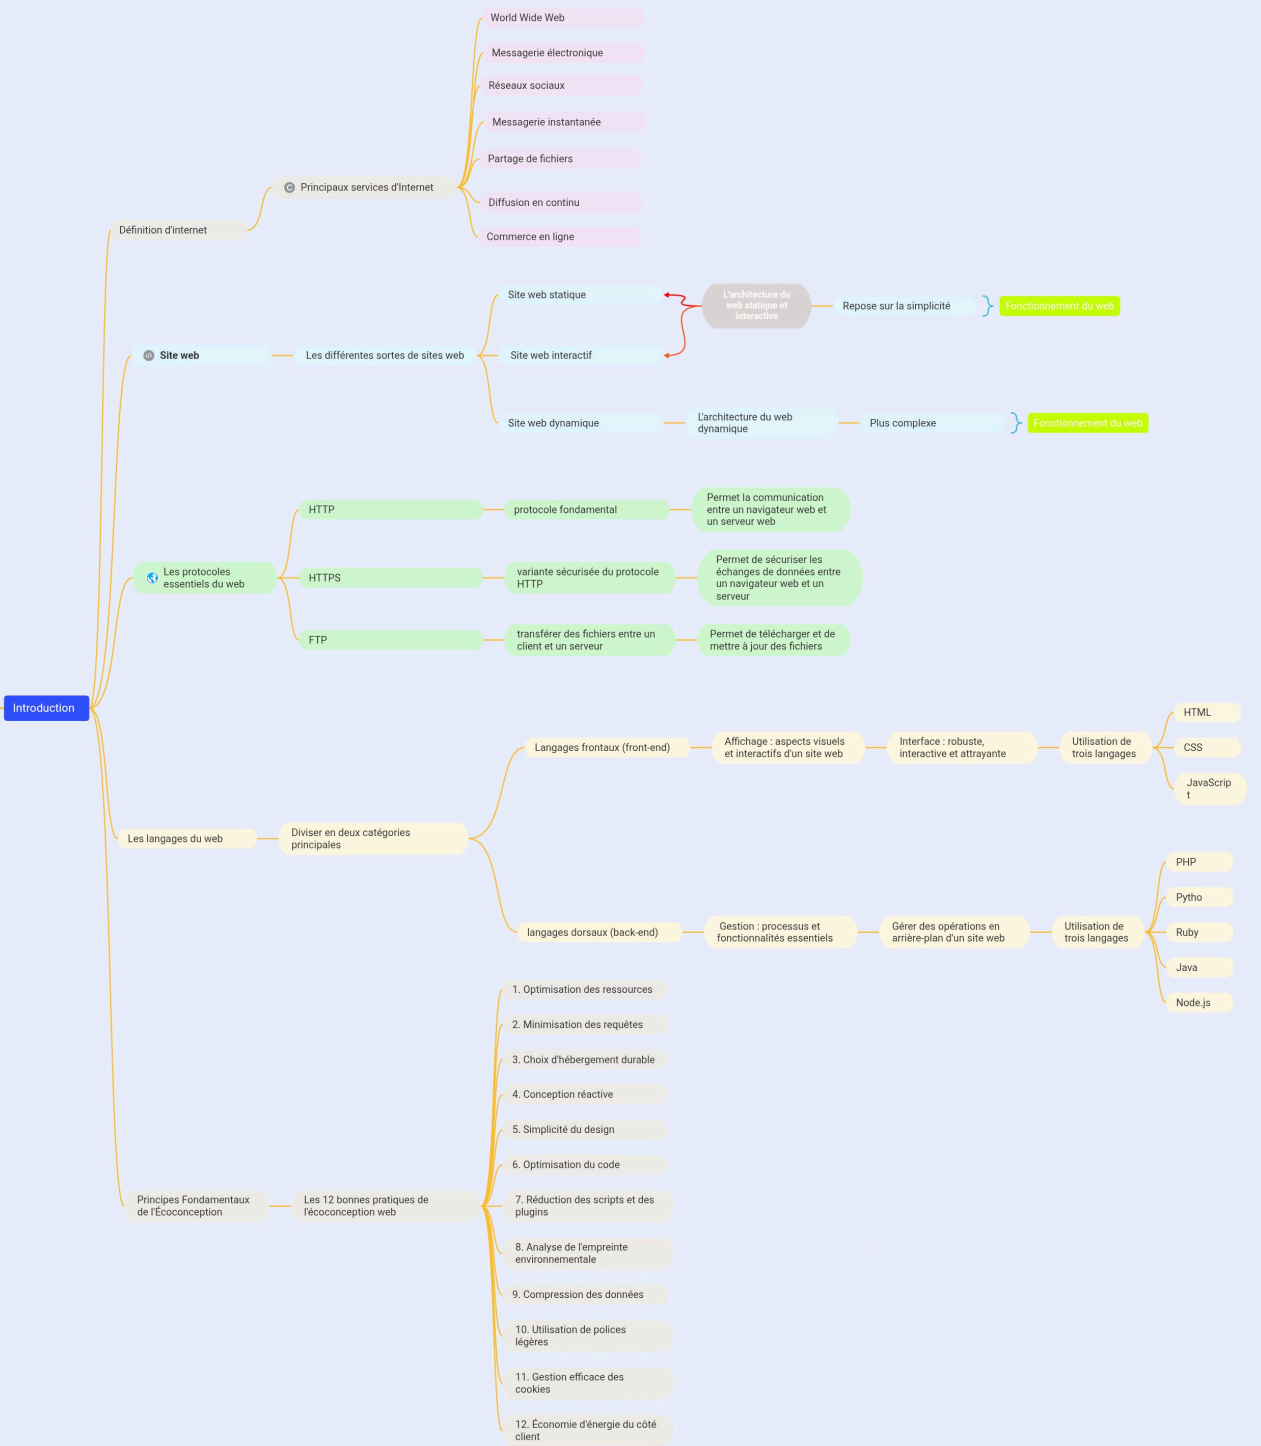 World Wide Web
Messagerie électronique
Réseaux sociaux
Messagerie instantanée
Partage de fichiers
Principaux services d'Internet
Diffusion en continu
Définition d'internet
Commerce en ligne
Site web statique
L'architecture du
web statique et
interactive
Repose sur la simplicité
Fonctionnement du web
Site web
Les différentes sortes de sites web
Site web interactif
Site web dynamique
L'architecture du web
dynamique
Plus complexe
Fonctionnement du web
HTTP
protocole fondamental
Permet la communication
entre un navigateur web et
un serveur web
Les protocoles
essentiels du web
HTTPS
variante sécurisée du protocole
HTTP
Permet de sécuriser les
échanges de données entre
un navigateur web et un
serveur
FTP
transférer des fichiers entre un
client et un serveur
Permet de télécharger et de
mettre à jour des fichiers
Introduction
Langages frontaux (front-end)
Affichage : aspects visuels
et interactifs d'un site web
Interface : robuste,
interactive et attrayante
Utilisation de
trois langages
HTML
CSS
JavaScrip
t
Les langages du web
Diviser en deux catégories
principales
langages dorsaux (back-end)
Gestion : processus et
fonctionnalités essentiels
Gérer des opérations en
arrière-plan d'un site web
Utilisation de
trois langages
PHP
Pytho
Ruby
Java
Node.js
Principes Fondamentaux
de l'Écoconception
Les 12 bonnes pratiques de
l'écoconception web
1. Optimisation des ressources
2. Minimisation des requêtes
3. Choix d'hébergement durable
4. Conception réactive
5. Simplicité du design
6. Optimisation du code
7. Réduction des scripts et des
plugins
8. Analyse de l'empreinte
environnementale
9. Compression des données
10. Utilisation de polices
légères
11. Gestion efficace des
cookies
12. Économie d'énergie du côté
client